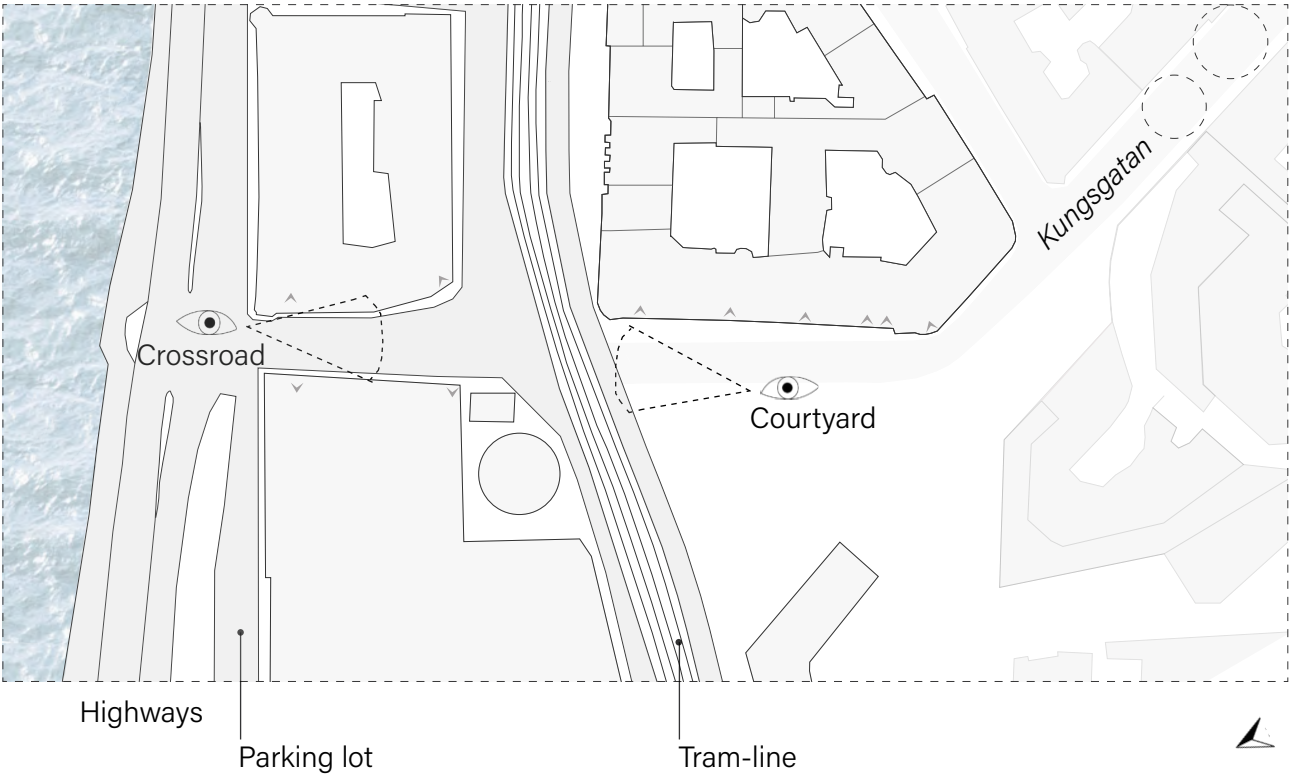 Kungsgatan
Crossroad
Courtyard
Highways
Parking lot
Tram-line